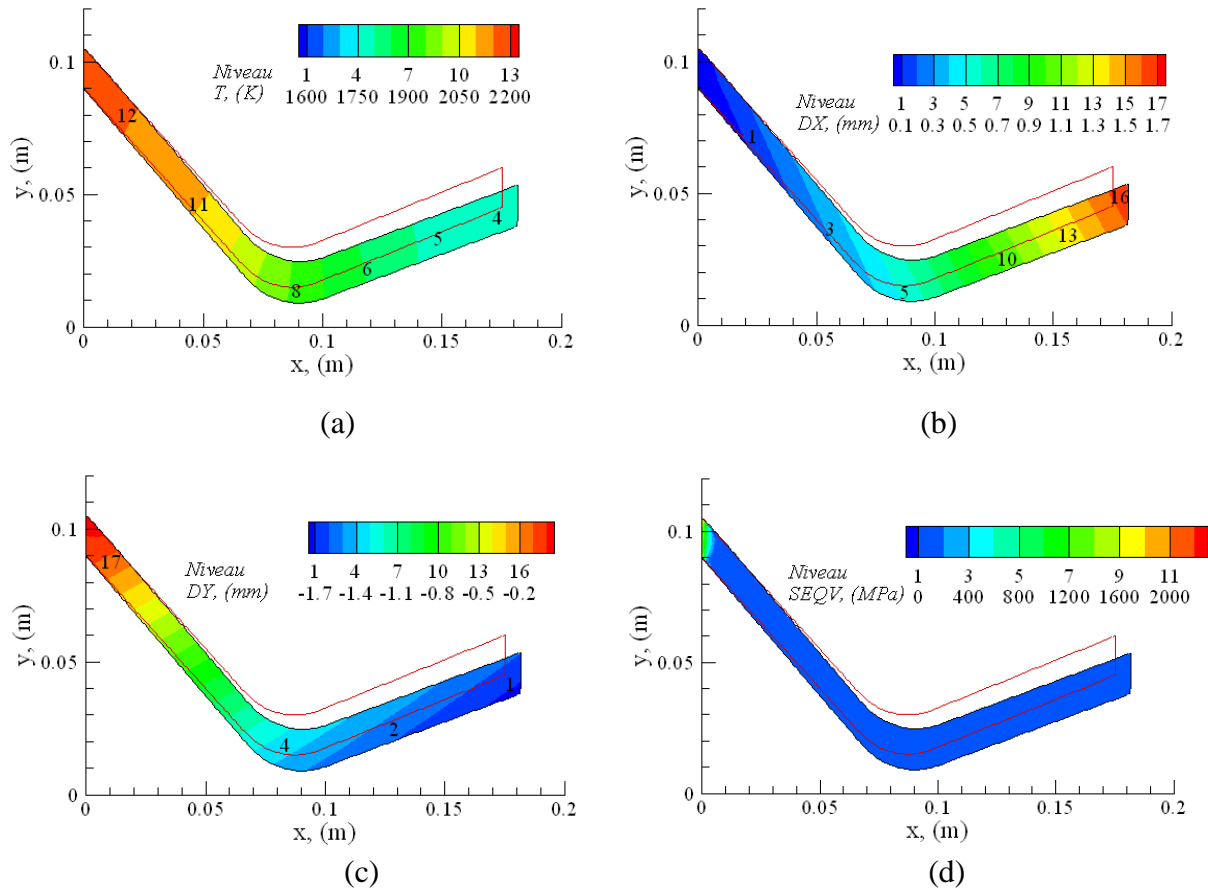 Niveau 1 4 7 10 13
T, (K) 1600 1750 1900 2050 2200
0.1
12
y, (m)
0.05
11
5 4
6
8
0
0 0.05 0.1 0.15 0.2
x, (m)
(a)
Niveau 1 3 5 7 9 11 13 15 17
DX, (mm) 0.1 0.3 0.5 0.7 0.9 1.1 1.3 1.5 1.7
0.1
1
y, (m)
0.05
16
3 13
10
5
0
0 0.05 0.1 0.15 0.2
x, (m)
(b)
Niveau 1 4 7 10 13 16
DY, (mm) -1.7 -1.4 -1.1 -0.8 -0.5 -0.2
0.1
17
y, (m)
0.05
1
4 2
0
0 0.05 0.1 0.15 0.2
x, (m)
(c)
Niveau 1 3 5 7 9 11
SEQV, (MPa) 0 400 800 1200 1600 2000
0.1
y, (m)
0.05
0
0 0.05 0.1 0.15 0.2
x, (m)
(d)